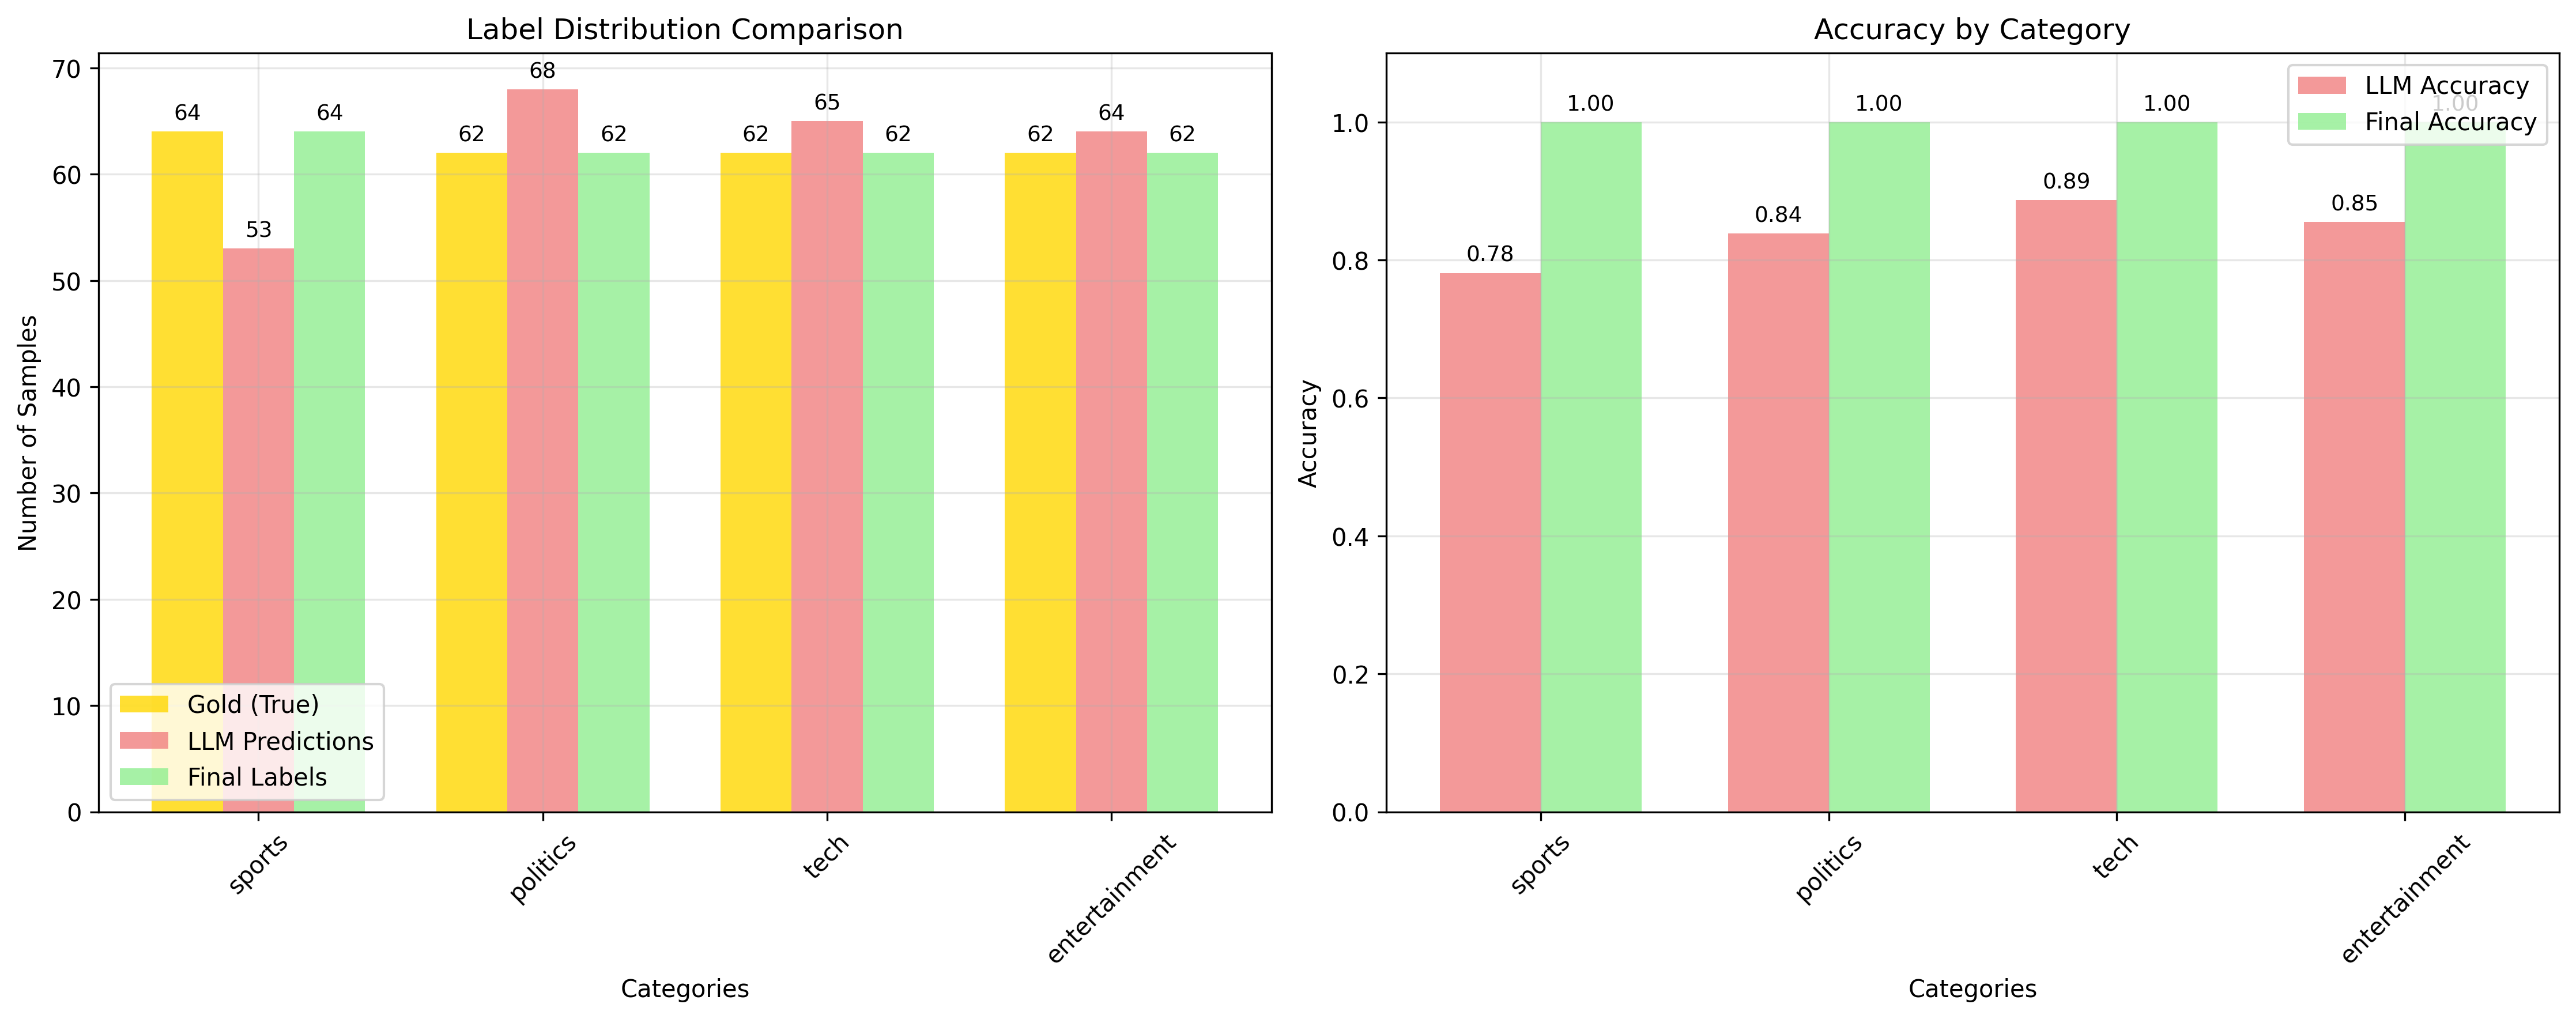 Label Distribution Comparison
Number of Samples
70
60
50
40
30
20
10
0
64
53
64
62
68
62
62
65
62
62
64
62
Gold (True)
LLM Predictions
Final Labels
sports
politics
tech
entertainment
Categories
Accuracy by Category
Accuracy
1.0
0.8
0.6
0.4
0.2
0.0
0.78
1.00
0.84
1.00
0.89
1.00
0.85
1.00
LLM Accuracy
Final Accuracy
sports
politics
tech
entertainment
Categories